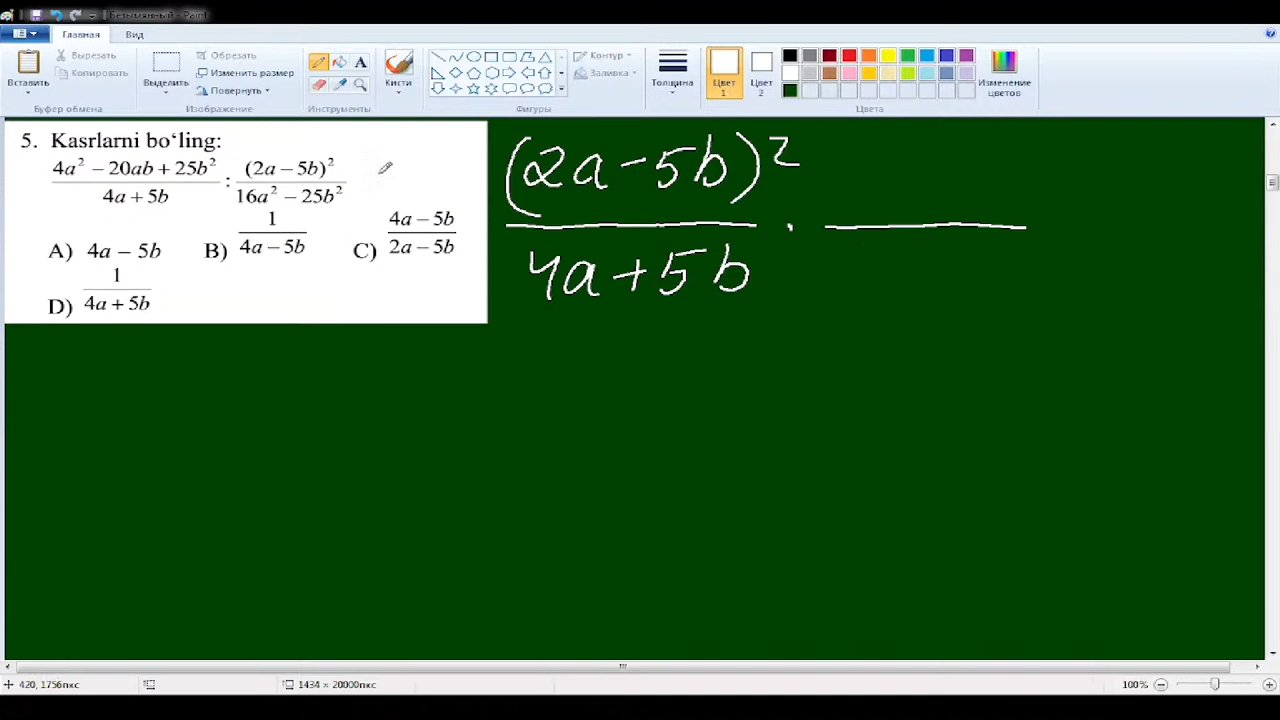 Безымянный - Paint
Главная Вид
Вставить
Вырезать
Копировать
Буфер обмена
Выделить
Обрезать
Изменить размер
Повернуть
Изображение
A
Инструменты
Кисти
Контур
Заливка
Фигуры
Толщина
Цвет 1
Цвет 2
Изменение цветов
Цвета
5. Kasrlarni bo‘ling:
4a² − 20ab + 25b² / 4a + 5b : (2a − 5b)² / 16a² − 25b²
A) 4a − 5b B) 1 / 4a − 5b C) 4a − 5b / 2a − 5b
D) 1 / 4a + 5b
(2a − 5b)² / 4a + 5b ·
420, 1756пкс 1434 × 20000пкс 100%